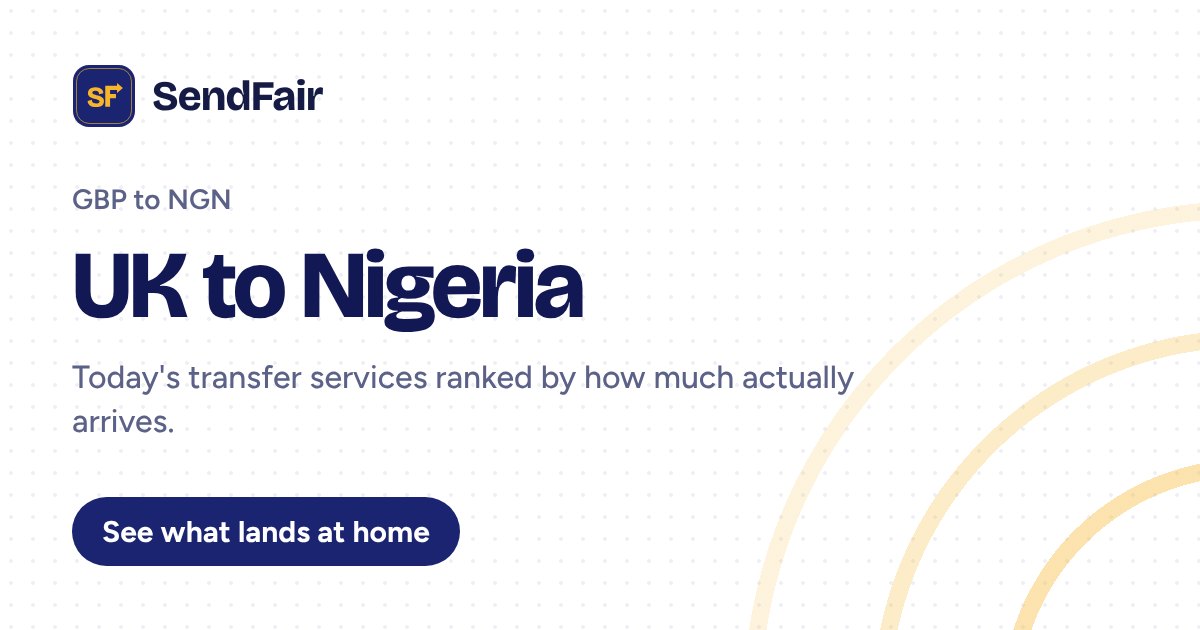 SF
SendFair
GBP to NGN
UK to Nigeria
Today's transfer services ranked by how much actually
arrives.
See what lands at home